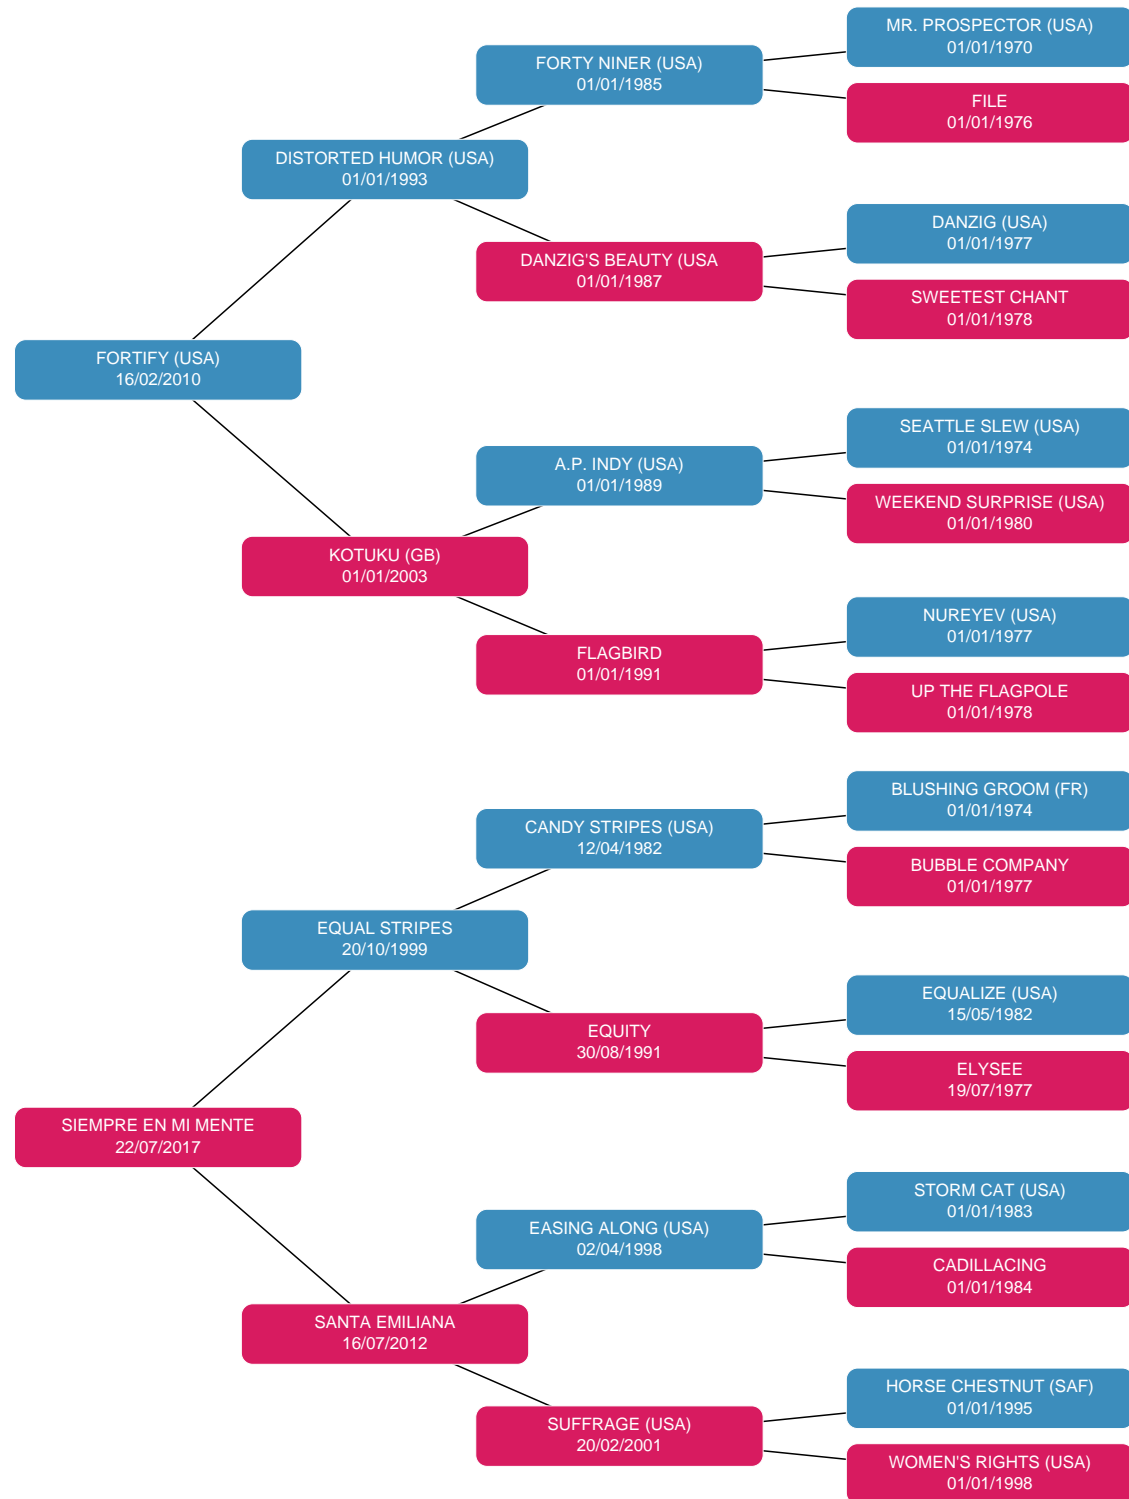 MR. PROSPECTOR (USA)
01/01/1970
FORTY NINER (USA)
01/01/1985
FILE
01/01/1976
DISTORTED HUMOR (USA)
01/01/1993
DANZIG (USA)
01/01/1977
DANZIG'S BEAUTY (USA
01/01/1987
SWEETEST CHANT
01/01/1978
FORTIFY (USA)
16/02/2010
SEATTLE SLEW (USA)
01/01/1974
A.P. INDY (USA)
01/01/1989
WEEKEND SURPRISE (USA)
01/01/1980
KOTUKU (GB)
01/01/2003
NUREYEV (USA)
01/01/1977
FLAGBIRD
01/01/1991
UP THE FLAGPOLE
01/01/1978
BLUSHING GROOM (FR)
01/01/1974
CANDY STRIPES (USA)
12/04/1982
BUBBLE COMPANY
01/01/1977
EQUAL STRIPES
20/10/1999
EQUALIZE (USA)
15/05/1982
EQUITY
30/08/1991
ELYSEE
19/07/1977
SIEMPRE EN MI MENTE
22/07/2017
STORM CAT (USA)
01/01/1983
EASING ALONG (USA)
02/04/1998
CADILLACING
01/01/1984
SANTA EMILIANA
16/07/2012
HORSE CHESTNUT (SAF)
01/01/1995
SUFFRAGE (USA)
20/02/2001
WOMEN'S RIGHTS (USA)
01/01/1998